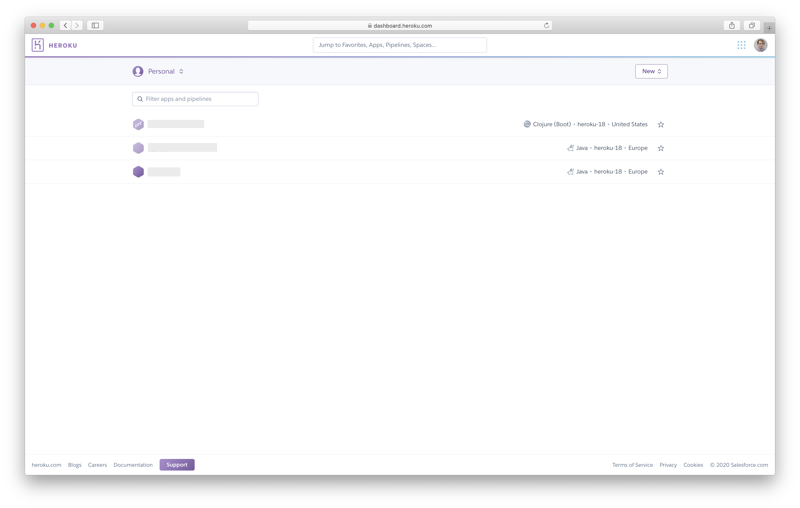 dashboard.heroku.com
HEROKU
Jump to Favorites, Apps, Pipelines, Spaces...
Personal
New
Filter apps and pipelines
Clojure (Boot) · heroku-18 · United States
Java · heroku-18 · Europe
Java · heroku-18 · Europe
heroku.com Blogs Careers Documentation Support Terms of Service Privacy Cookies © 2020 Salesforce.com